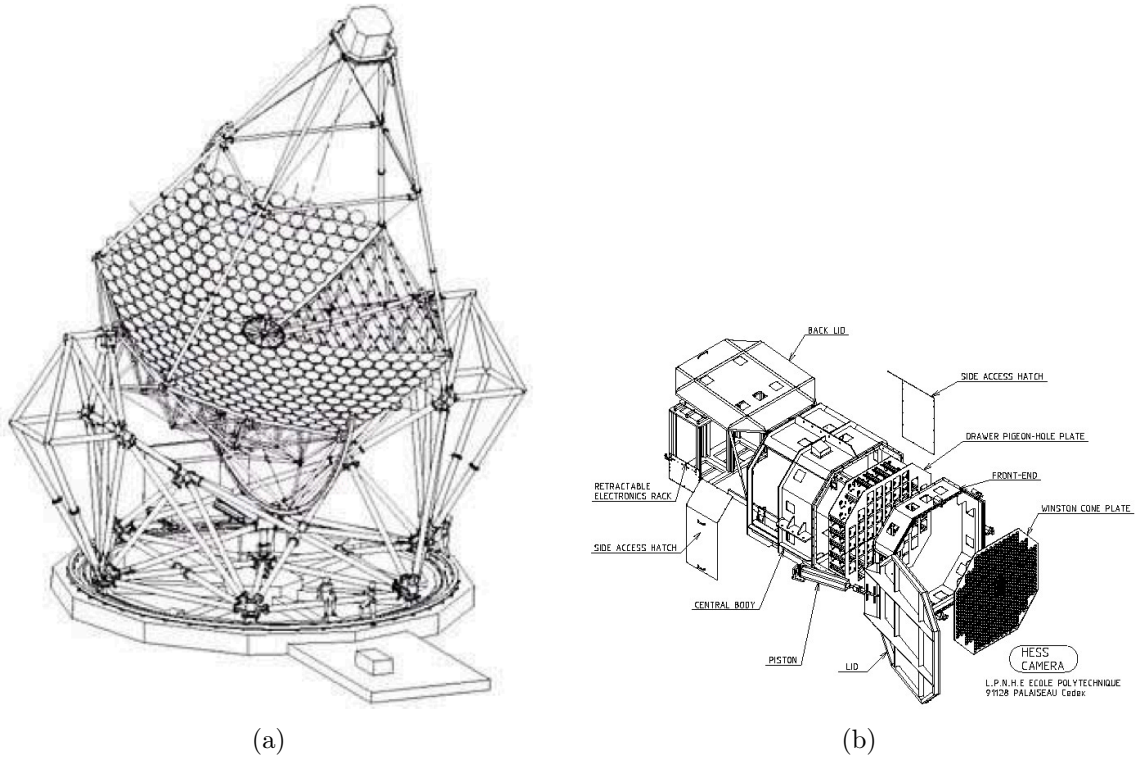 BACK LID
SIDE ACCESS HATCH
DRAWER PIGEON-HOLE PLATE
FRONT-END
RETRACTABLE
ELECTRONICS RACK
WINSTON CONE PLATE
SIDE ACCESS HATCH
CENTRAL BODY
PISTON
LID
HESS
CAMERA
L.P.N.H.E ECOLE POLYTECHNIQUE
91128 PALAISEAU Cedex
(a)
(b)